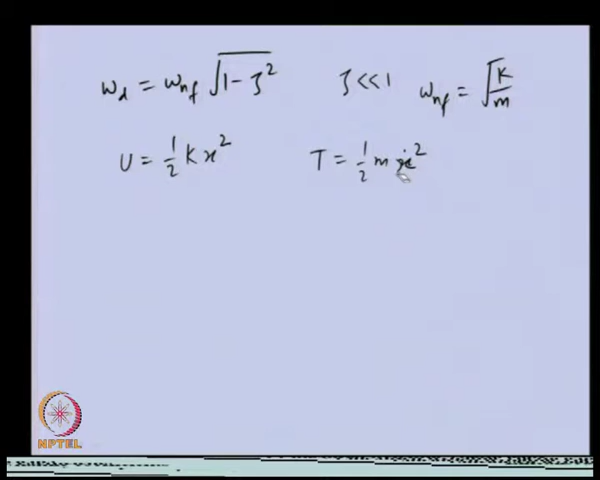 ω_d = ω_nf √(1 - ζ²) ζ << 1 ω_nf = √(k/m)
U = 1/2 k x² T = 1/2 m ẋ²
NPTEL